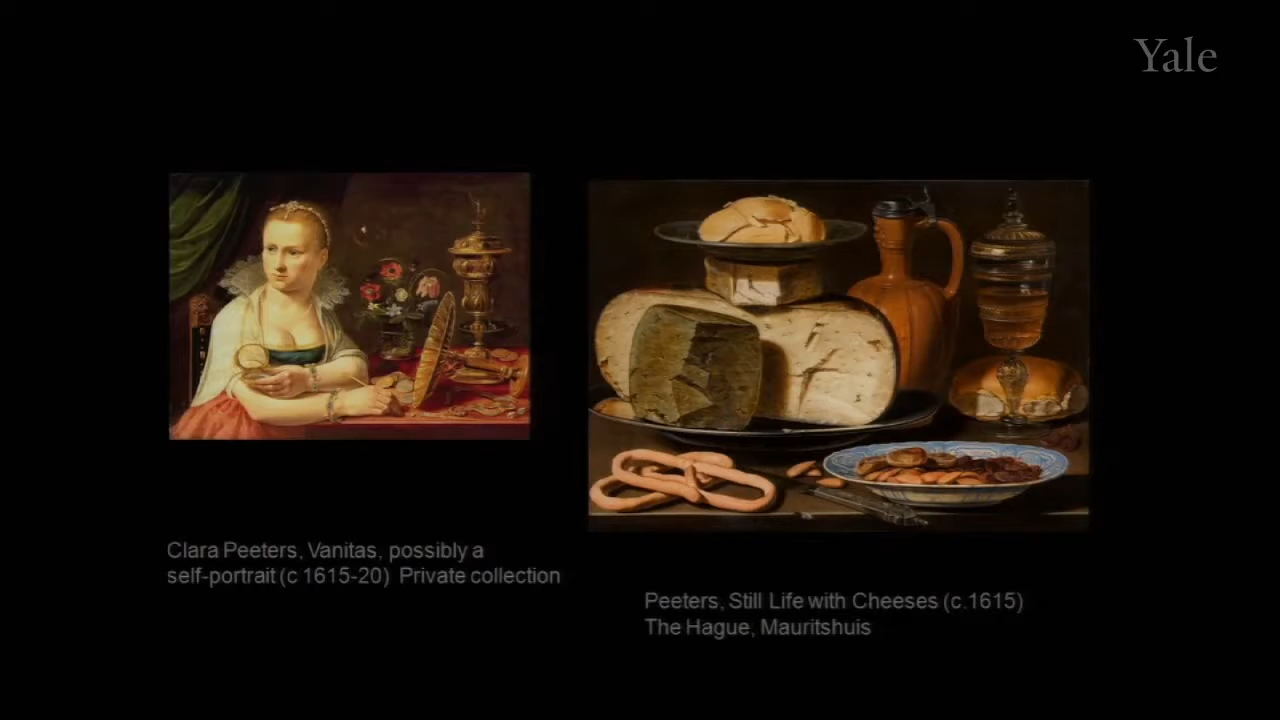 Yale
Clara Peeters, Vanitas, possibly a
self-portrait (c 1615-20) Private collection
Peeters, Still Life with Cheeses (c.1615)
The Hague, Mauritshuis